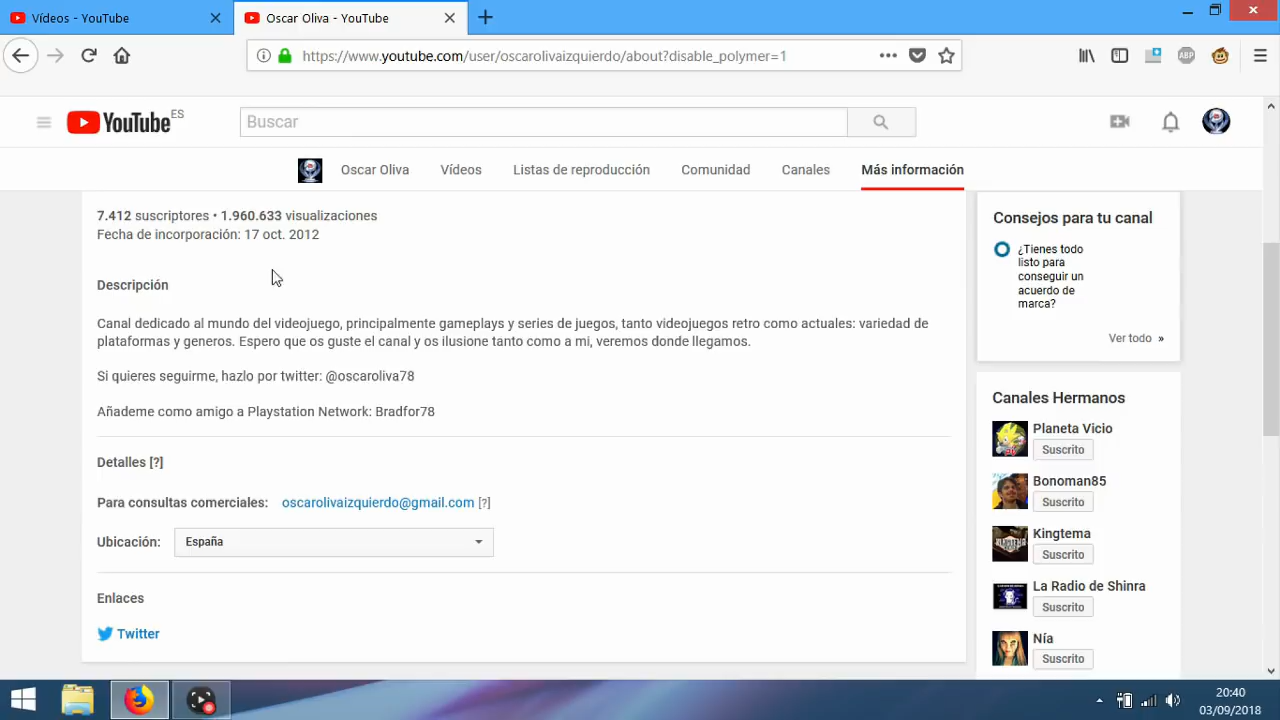 Vídeos - YouTube
Oscar Oliva - YouTube
https://www.youtube.com/user/oscarolivaizquierdo/about?disable_polymer=1
ABP
YouTube ES
Buscar
Oscar Oliva
Vídeos
Listas de reproducción
Comunidad
Canales
Más información
7.412 suscriptores • 1.960.633 visualizaciones
Fecha de incorporación: 17 oct. 2012
Descripción
Canal dedicado al mundo del videojuego, principalmente gameplays y series de juegos, tanto videojuegos retro como actuales: variedad de
plataformas y generos. Espero que os guste el canal y os ilusione tanto como a mi, veremos donde llegamos.
Si quieres seguirme, hazlo por twitter: @oscaroliva78
Añademe como amigo a Playstation Network: Bradfor78
Detalles [?]
Para consultas comerciales: oscarolivaizquierdo@gmail.com [?]
Ubicación: España
Enlaces
Twitter
Consejos para tu canal
¿Tienes todo
listo para
conseguir un
acuerdo de
marca?
Ver todo »
Canales Hermanos
Planeta Vicio
Suscrito
Bonoman85
Suscrito
Kingtema
Suscrito
La Radio de Shinra
Suscrito
Nía
Suscrito
20:40
03/09/2018